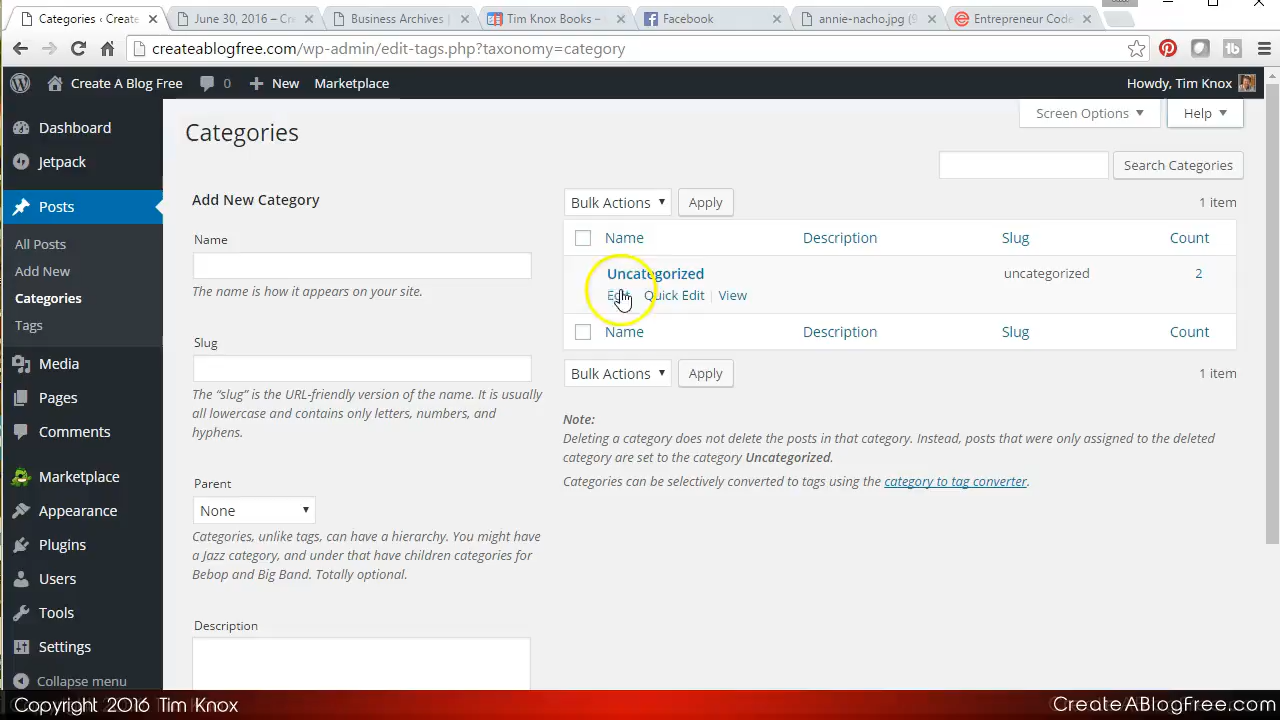 Categories ‹ Create
June 30, 2016 – Cre
Business Archives |
Tim Knox Books –
Facebook
annie-nacho.jpg (9
Entrepreneur Code
createablogfree.com/wp-admin/edit-tags.php?taxonomy=category
Create A Blog Free
0
New
Marketplace
Howdy, Tim Knox
Dashboard
Jetpack
Posts
All Posts
Add New
Categories
Tags
Media
Pages
Comments
Marketplace
Appearance
Plugins
Users
Tools
Settings
Collapse menu
Categories
Screen Options
Help
Search Categories
Add New Category
Name
The name is how it appears on your site.
Slug
The “slug” is the URL-friendly version of the name. It is usually
all lowercase and contains only letters, numbers, and
hyphens.
Parent
None
Categories, unlike tags, can have a hierarchy. You might
have a Jazz category, and under that have children categories for
Bebop and Big Band. Totally optional.
Description
Bulk Actions Apply 1 item
Name Description Slug Count
Uncategorized uncategorized 2
Edit Quick Edit | View
Name Description Slug Count
Bulk Actions Apply 1 item
Note:
Deleting a category does not delete the posts in that category. Instead, posts that were only assigned to the deleted
category are set to the category Uncategorized.
Categories can be selectively converted to tags using the category to tag converter.
Copyright 2016 Tim Knox
CreateABlogFree.com